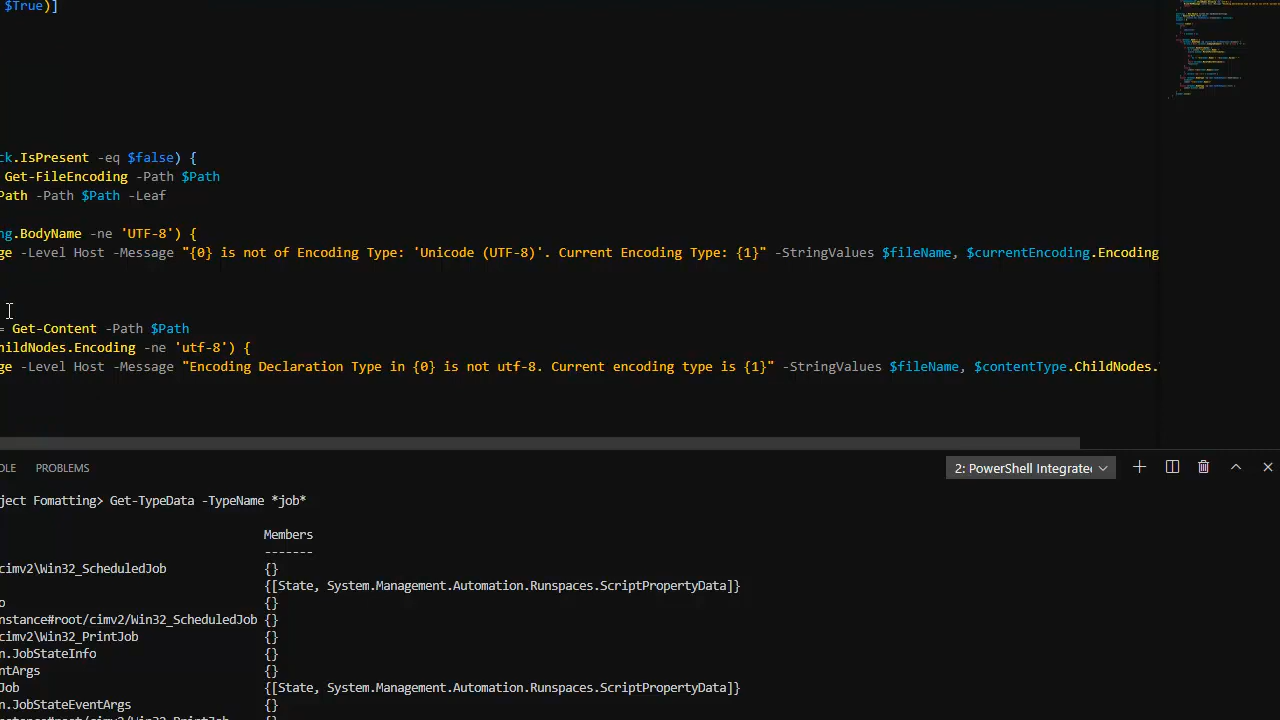 $True)]
ck.IsPresent -eq $false) {
Get-FileEncoding -Path $Path
Path -Path $Path -Leaf
ng.BodyName -ne 'UTF-8') {
ge -Level Host -Message "{0} is not of Encoding Type: 'Unicode (UTF-8)'. Current Encoding Type: {1}" -StringValues $fileName, $currentEncoding.Encoding
= Get-Content -Path $Path
hildNodes.Encoding -ne 'utf-8') {
ge -Level Host -Message "Encoding Declaration Type in {0} is not utf-8. Current encoding type is {1}" -StringValues $fileName, $contentType.ChildNodes.
OLE PROBLEMS 2: PowerShell Integrate
ject Fomatting> Get-TypeData -TypeName *job*
Members
-------
cimv2\Win32_ScheduledJob {}
{[State, System.Management.Automation.Runspaces.ScriptPropertyData]}
o {}
nstance#root/cimv2/Win32_ScheduledJob {}
cimv2\Win32_PrintJob {}
n.JobStateInfo {}
ntArgs {}
Job {[State, System.Management.Automation.Runspaces.ScriptPropertyData]}
n.JobStateEventArgs {}
nstance#root/cimv2/Win32_PrintJob {}